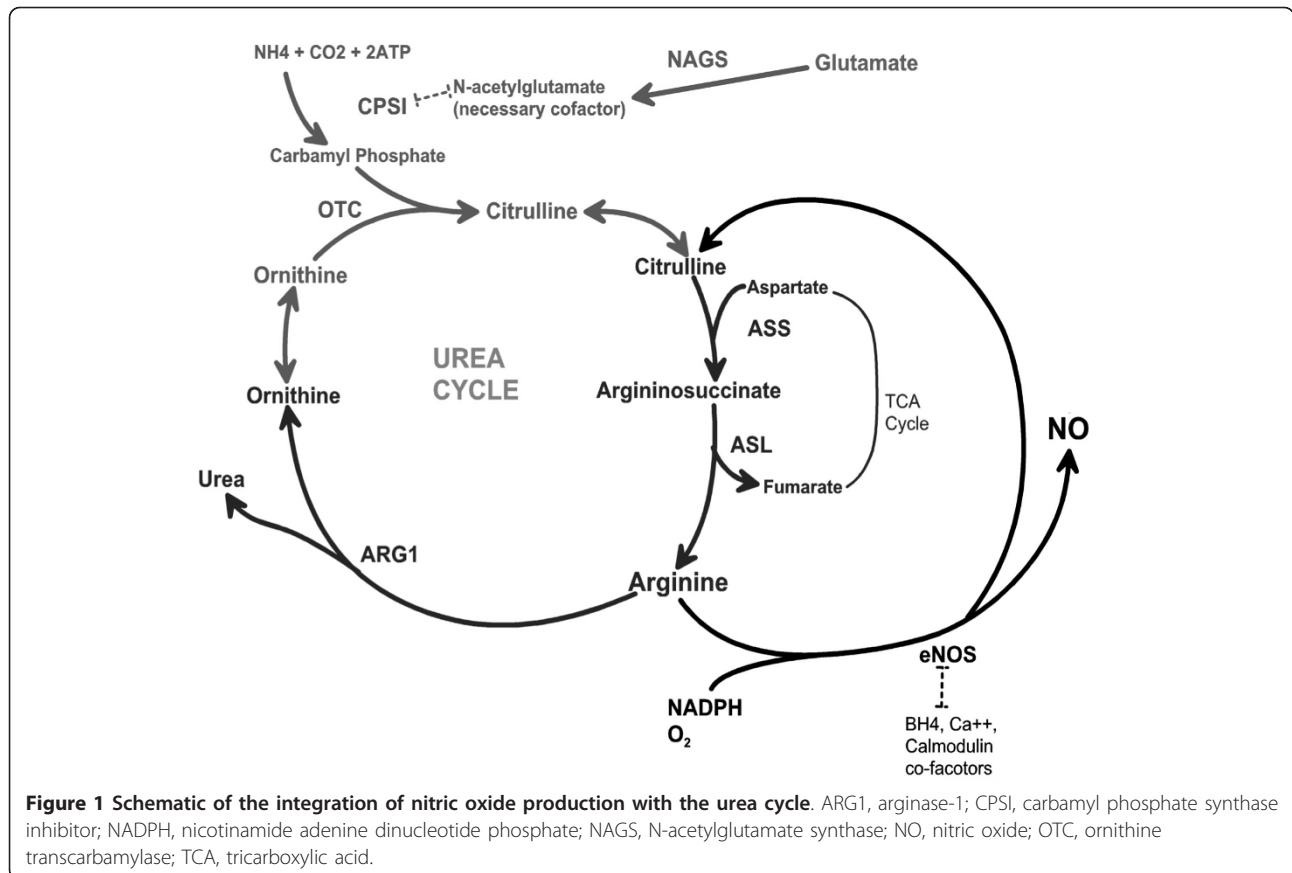 NH4 + CO2 + 2ATP
NAGS
Glutamate
CPSI
N-acetylglutamate
(necessary cofactor)
Carbamyl Phosphate
OTC
Citrulline
Citrulline
Ornithine
Aspartate
ASS
UREA
CYCLE
Ornithine
Argininosuccinate
TCA
Cycle
NO
ASL
Urea
Fumarate
ARG1
Arginine
eNOS
NADPH
O₂
BH4, Ca++,
Calmodulin
co-facotors
Figure 1 Schematic of the integration of nitric oxide production with the urea cycle. ARG1, arginase-1; CPSI, carbamyl phosphate synthase
inhibitor; NADPH, nicotinamide adenine dinucleotide phosphate; NAGS, N-acetylglutamate synthase; NO, nitric oxide; OTC, ornithine
transcarbamylase; TCA, tricarboxylic acid.